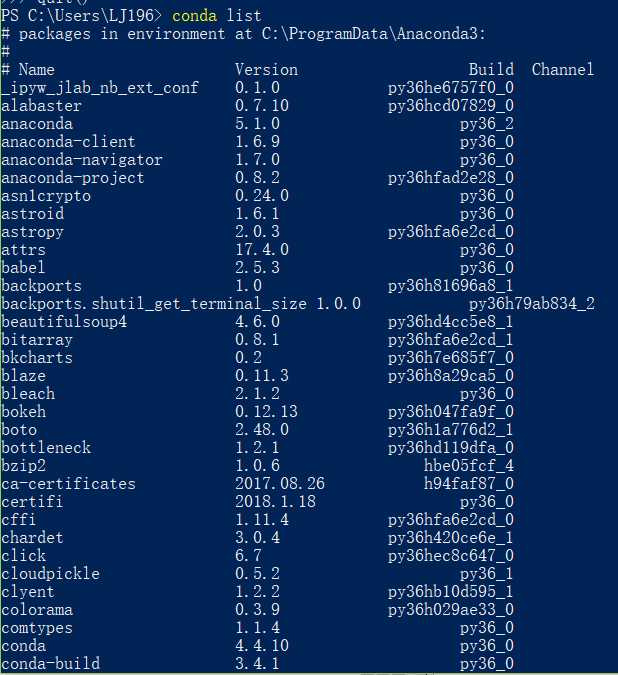 >>> quit()
PS C:\Users\LJ196> conda list
# packages in environment at C:\ProgramData\Anaconda3:
#
# Name Version Build Channel
_ipyw_jlab_nb_ext_conf 0.1.0 py36he6757f0_0
alabaster 0.7.10 py36hcd07829_0
anaconda 5.1.0 py36_2
anaconda-client 1.6.9 py36_0
anaconda-navigator 1.7.0 py36_0
anaconda-project 0.8.2 py36hfad2e28_0
asn1crypto 0.24.0 py36_0
astroid 1.6.1 py36_0
astropy 2.0.3 py36hfa6e2cd_0
attrs 17.4.0 py36_0
babel 2.5.3 py36_0
backports 1.0 py36h81696a8_1
backports.shutil_get_terminal_size 1.0.0 py36h79ab834_2
beautifulsoup4 4.6.0 py36hd4cc5e8_1
bitarray 0.8.1 py36hfa6e2cd_1
bkcharts 0.2 py36h7e685f7_0
blaze 0.11.3 py36h8a29ca5_0
bleach 2.1.2 py36_0
bokeh 0.12.13 py36h047fa9f_0
boto 2.48.0 py36h1a776d2_1
bottleneck 1.2.1 py36hd119dfa_0
bzip2 1.0.6 hbe05fcf_4
ca-certificates 2017.08.26 h94faf87_0
certifi 2018.1.18 py36_0
cffi 1.11.4 py36hfa6e2cd_0
chardet 3.0.4 py36h420ce6e_1
click 6.7 py36hec8c647_0
cloudpickle 0.5.2 py36_1
clyent 1.2.2 py36hb10d595_1
colorama 0.3.9 py36h029ae33_0
comtypes 1.1.4 py36_0
conda 4.4.10 py36_0
conda-build 3.4.1 py36_0